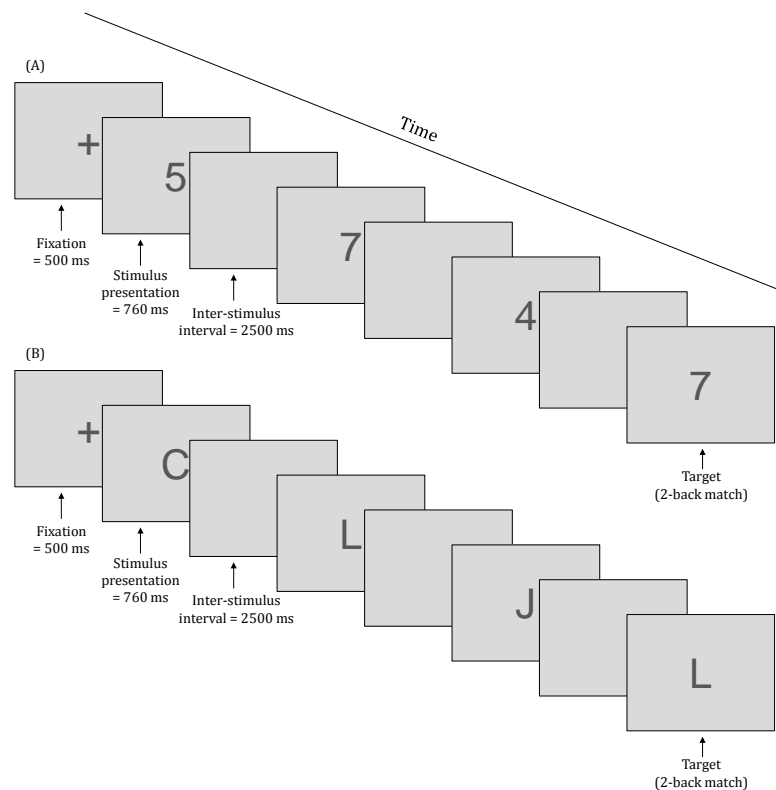 (A)
Time
+
5
7
4
7
Fixation
= 500 ms
Stimulus
presentation
= 760 ms
Inter-stimulus
interval = 2500 ms
Target
(2-back match)
(B)
+
C
L
J
L
Fixation
= 500 ms
Stimulus
presentation
= 760 ms
Inter-stimulus
interval = 2500 ms
Target
(2-back match)